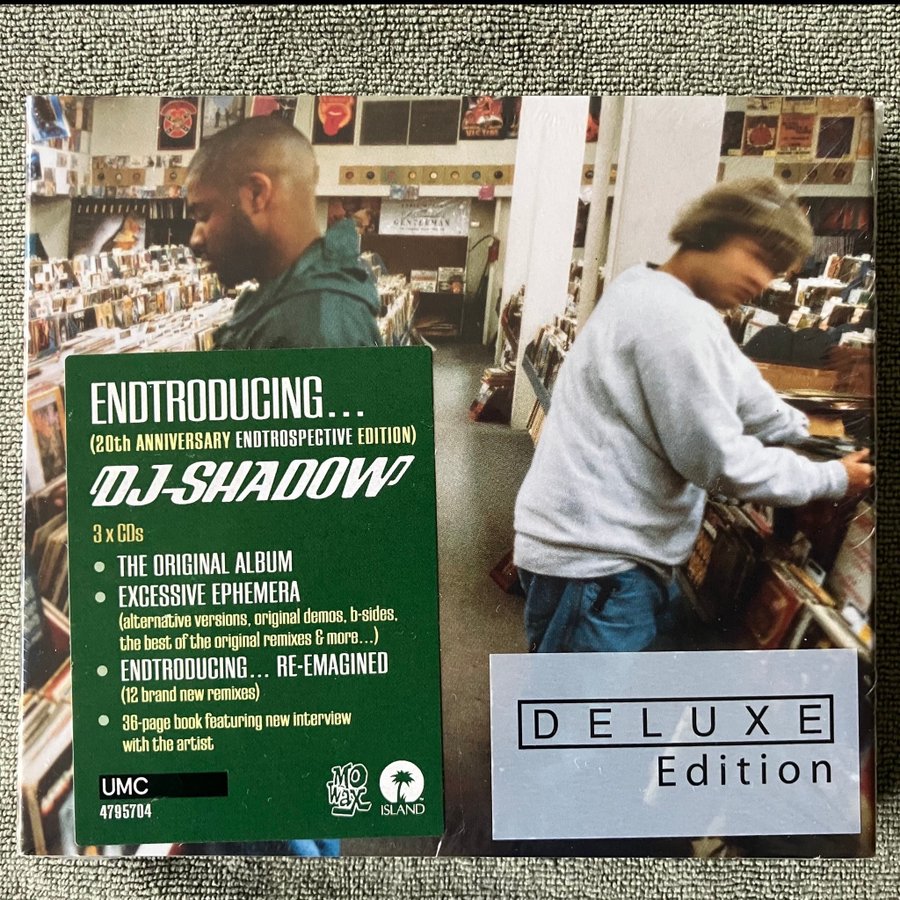 GENTLEMAN
ENDTRODUCING...
(20th ANNIVERSARY ENDTROSPECTIVE EDITION)
DJ-SHADOW
3 x CDs
• THE ORIGINAL ALBUM
• EXCESSIVE EPHEMERA
(alternative versions, original demos, b-sides,
the best of the original remixes & more...)
• ENDTRODUCING... RE-EMAGINED
(12 brand new remixes)
• 36-page book featuring new interview
with the artist
UMC
4795704
MO
WAX
ISLAND
DELUXE
Edition